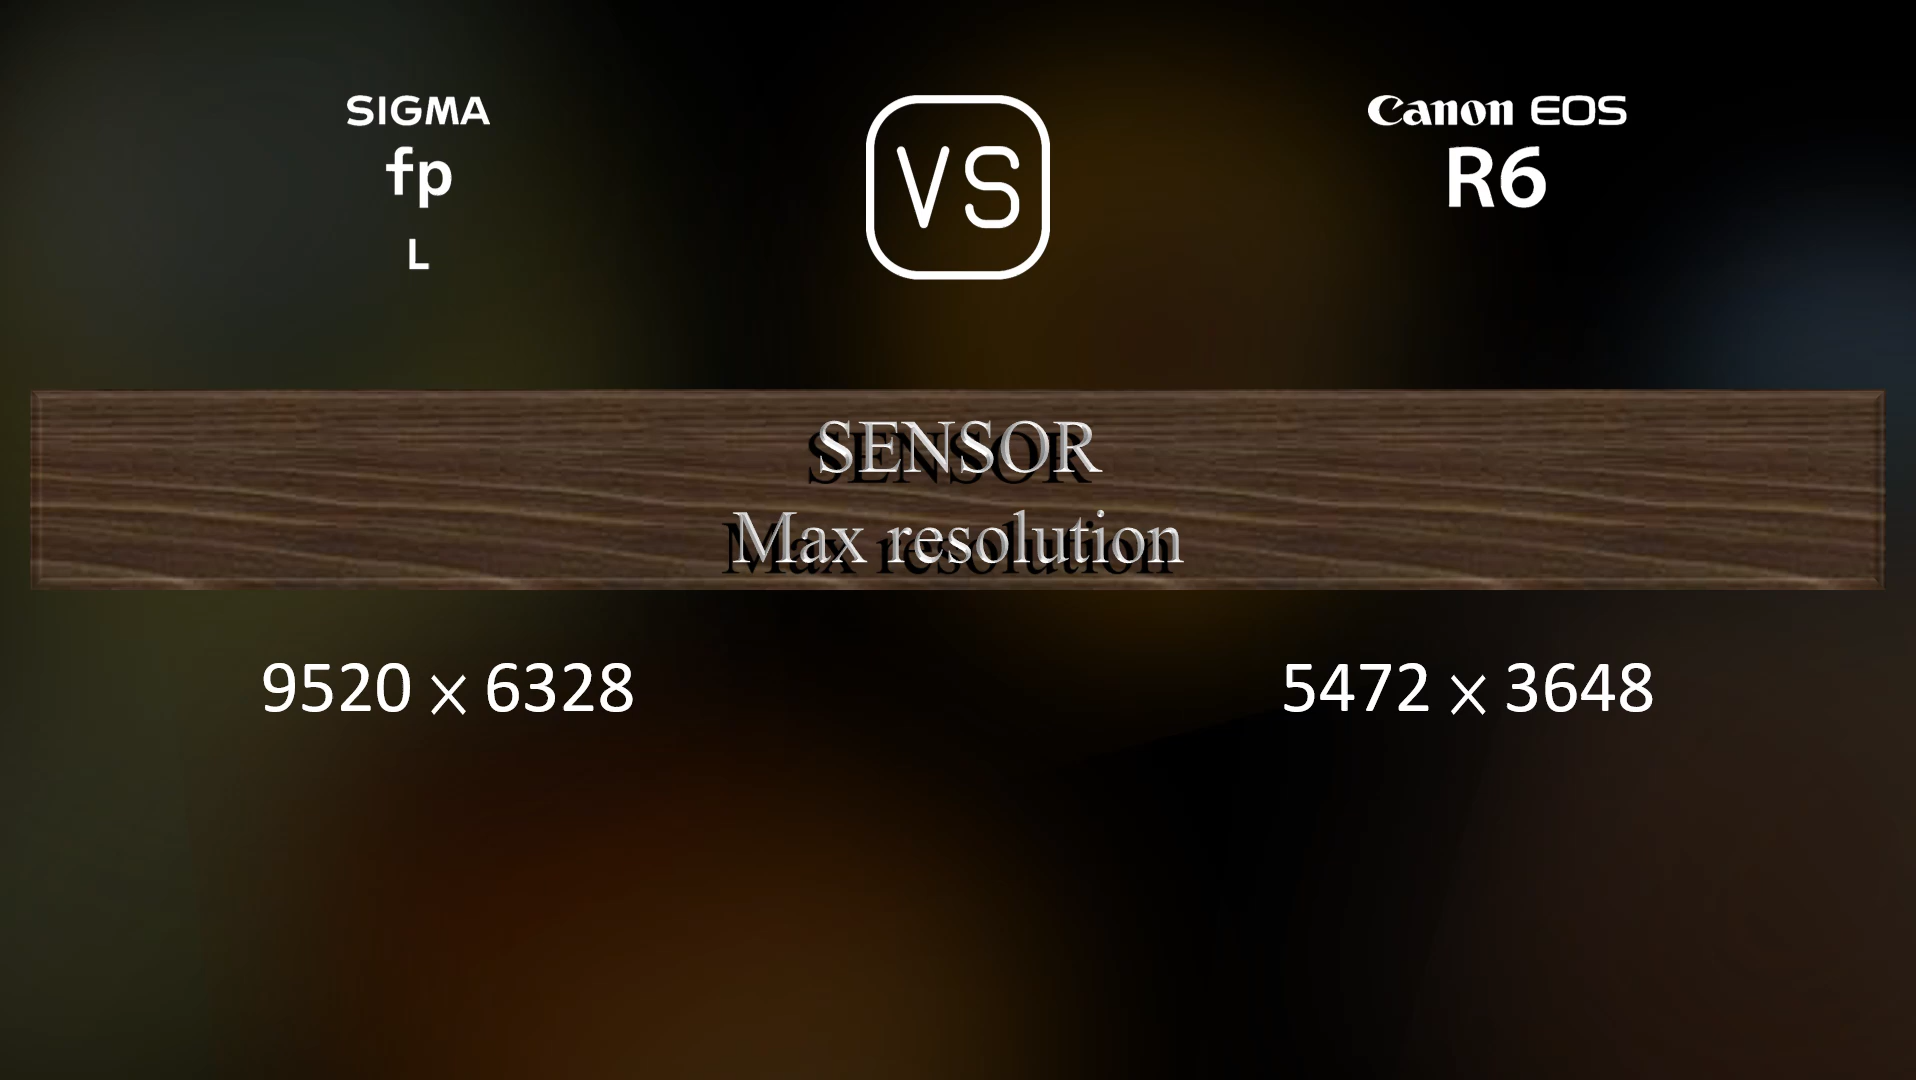 SIGMA
fp
L
VS
Canon EOS
R6
SENSOR
Max resolution
9520 x 6328
5472 x 3648